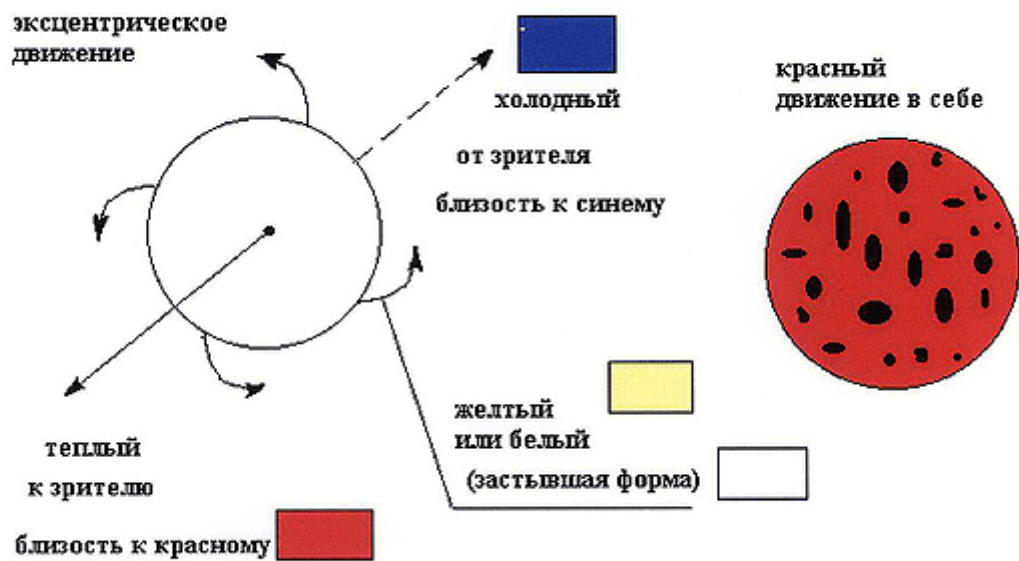 эксцентрическое
движение
холодный
от зрителя
близость к синему
красный
движение в себе
желтый
или белый
(застывшая форма)
теплый
к зрителю
близость к красному